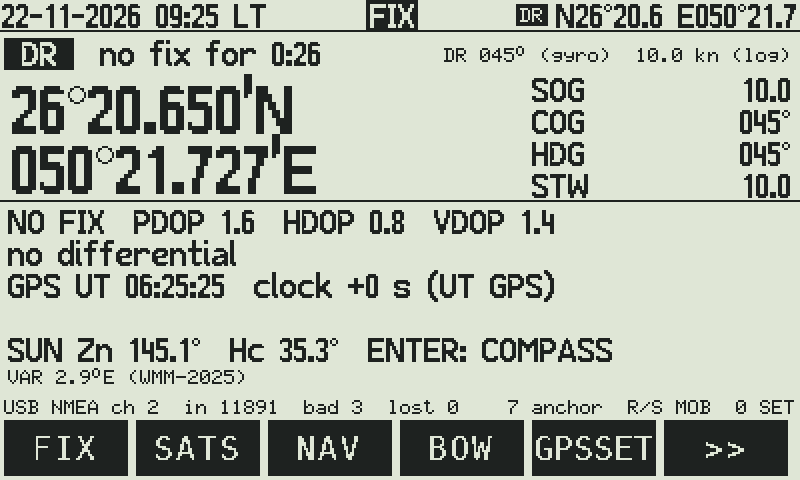 22-11-2026 09:25 LT FIX DR N26°20.6 E050°21.7
DR no fix for 0:26 DR 045° (gyro) 10.0 kn (log)
26°20.650'N
050°21.727'E
SOG 10.0
COG 045°
HDG 045°
STW 10.0
NO FIX PDOP 1.6 HDOP 0.8 VDOP 1.4
no differential
GPS UT 06:25:25 clock +0 s (UT GPS)
SUN Zn 145.1° Hc 35.3° ENTER: COMPASS
VAR 2.9°E (WMM-2025)
USB NMEA ch 2 in 11891 bad 3 lost 0 7 anchor R/S MOB 0 SET
FIX SATS NAV BOW GPSSET >>